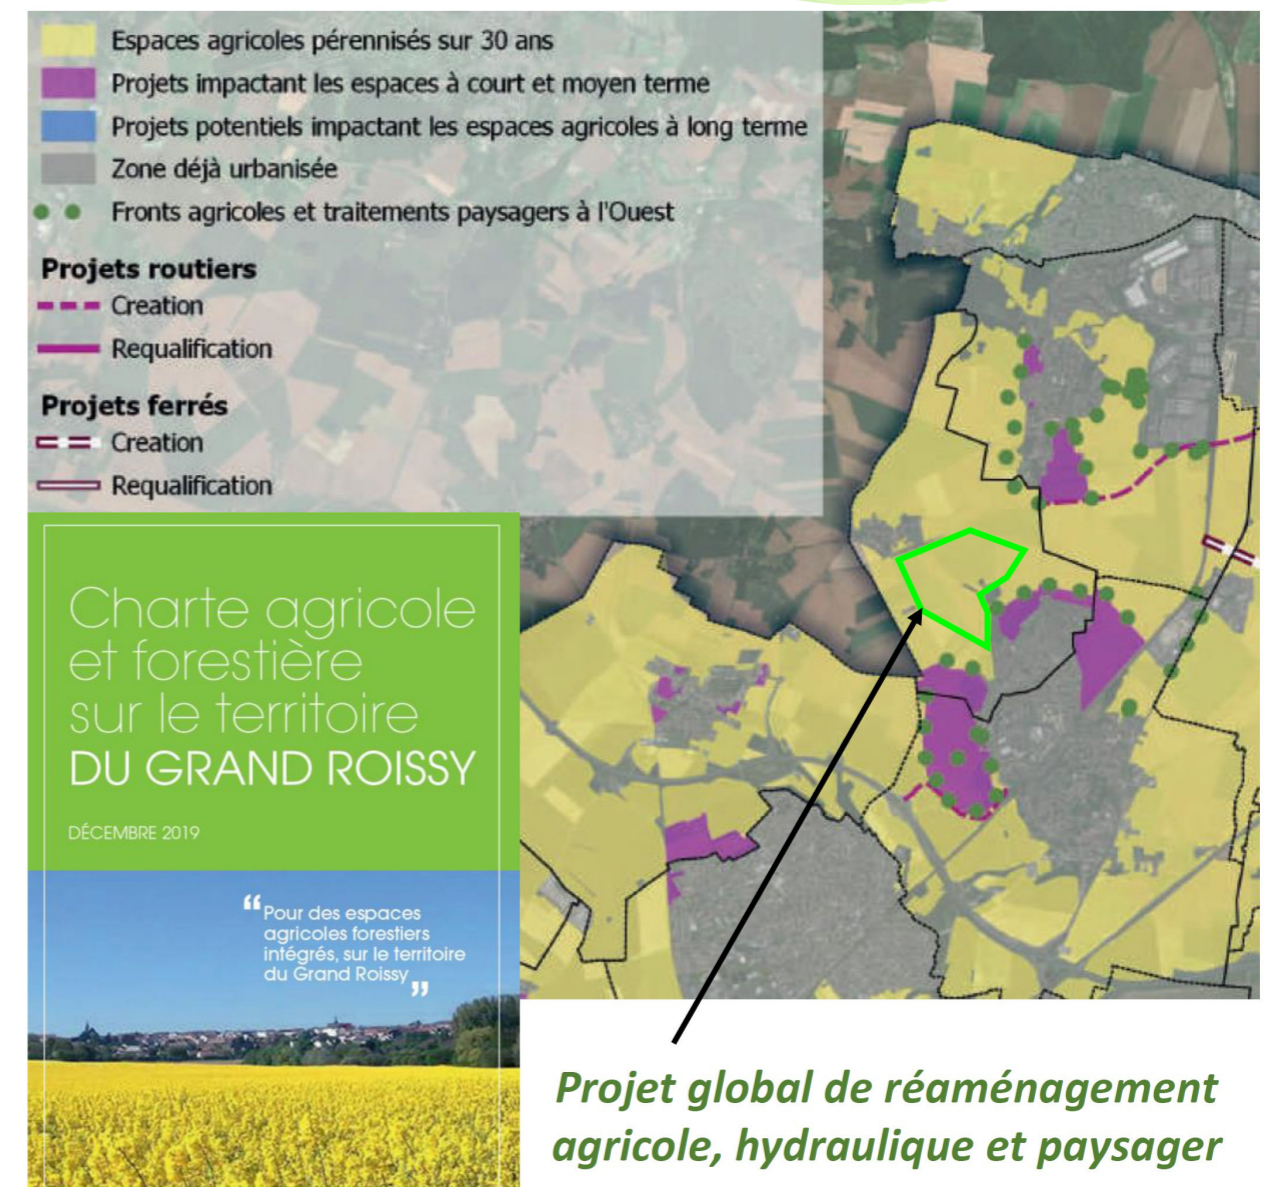 Espaces agricoles pérennisés sur 30 ans
Projets impactant les espaces à court et moyen terme
Projets potentiels impactant les espaces agricoles à long terme
Zone déjà urbanisée
Fronts agricoles et traitements paysagers à l'Ouest
Projets routiers
Creation
Requalification
Projets ferrés
Creation
Requalification
Charte agricole
et forestière
sur le territoire
DU GRAND ROISSY
DÉCEMBRE 2019
“Pour des espaces
agricoles forestiers
intégrés, sur le territoire
du Grand Roissy”
Projet global de réaménagement
agricole, hydraulique et paysager